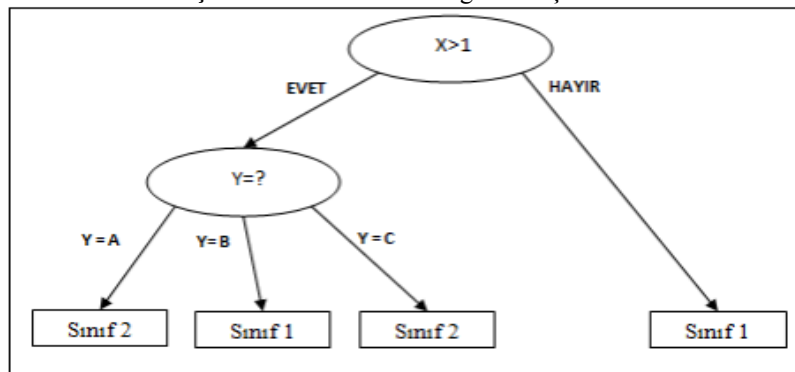 X>1
EVET
HAYIR
Y=?
Y = A
Y= B
Y = C
Sınıf 2
Sınıf 1
Sınıf 2
Sınıf 1